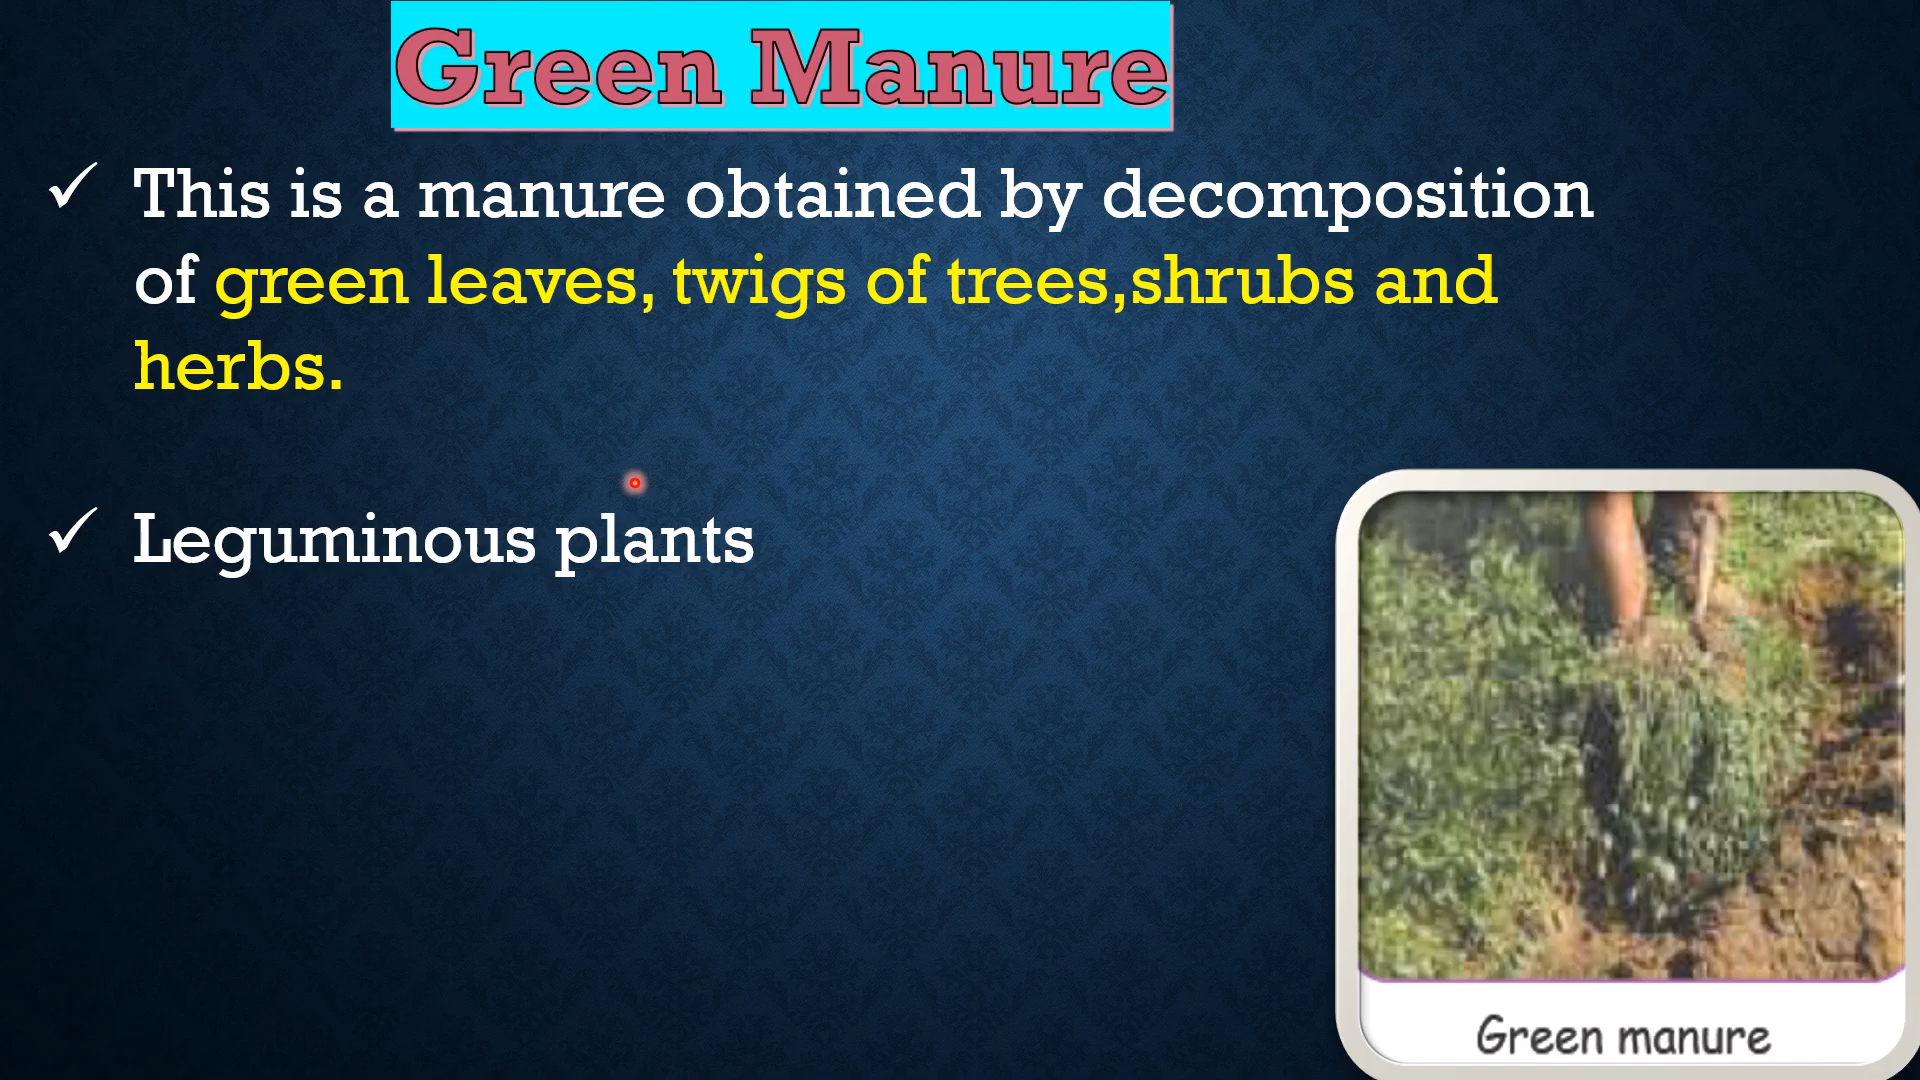 Green Manure
✓ This is a manure obtained by decomposition
of green leaves, twigs of trees,shrubs and
herbs.
✓ Leguminous plants
Green manure